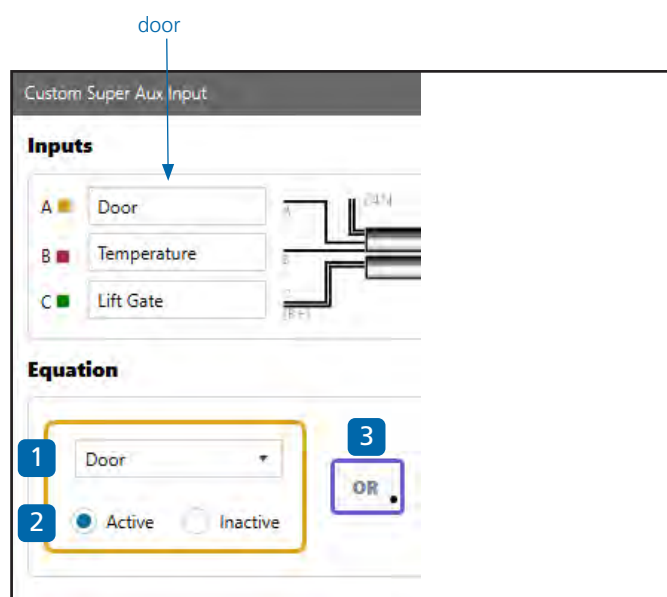 door
Custom Super Aux Input
Inputs
A Door A
B Temperature
C Lift Gate
Equation
1 Door 3
OR
2 Active Inactive